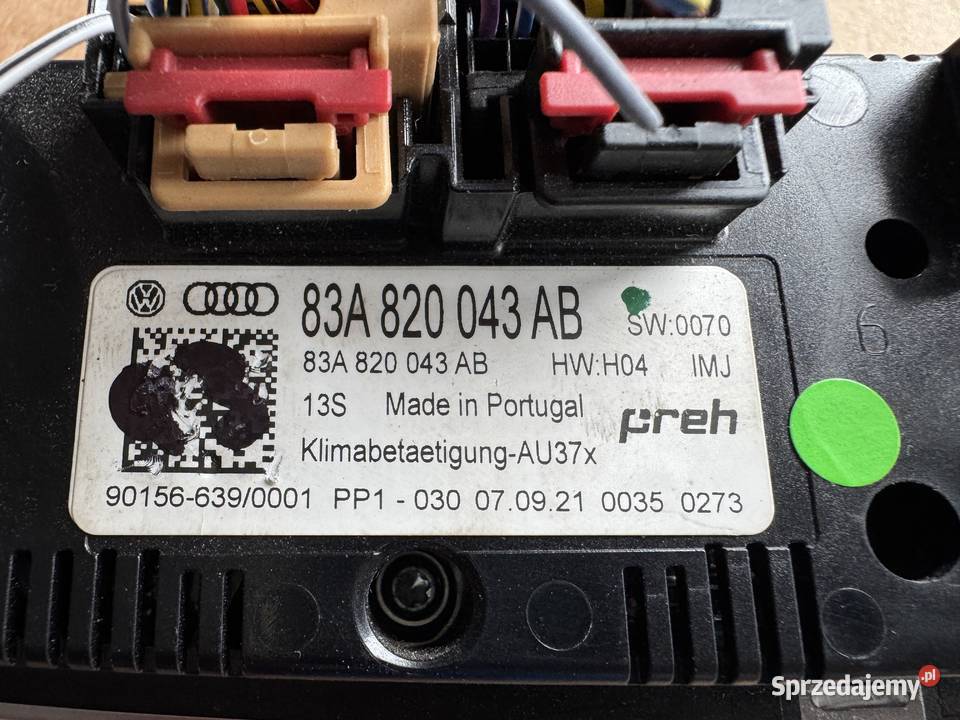 83A 820 043 AB
SW:0070
83A 820 043 AB HW:H04 IMJ
13S Made in Portugal preh
Klimabetaetigung-AU37x
90156-639/0001 PP1 - 030 07.09.21 0035 0273
6
Sprzedajemy.pl